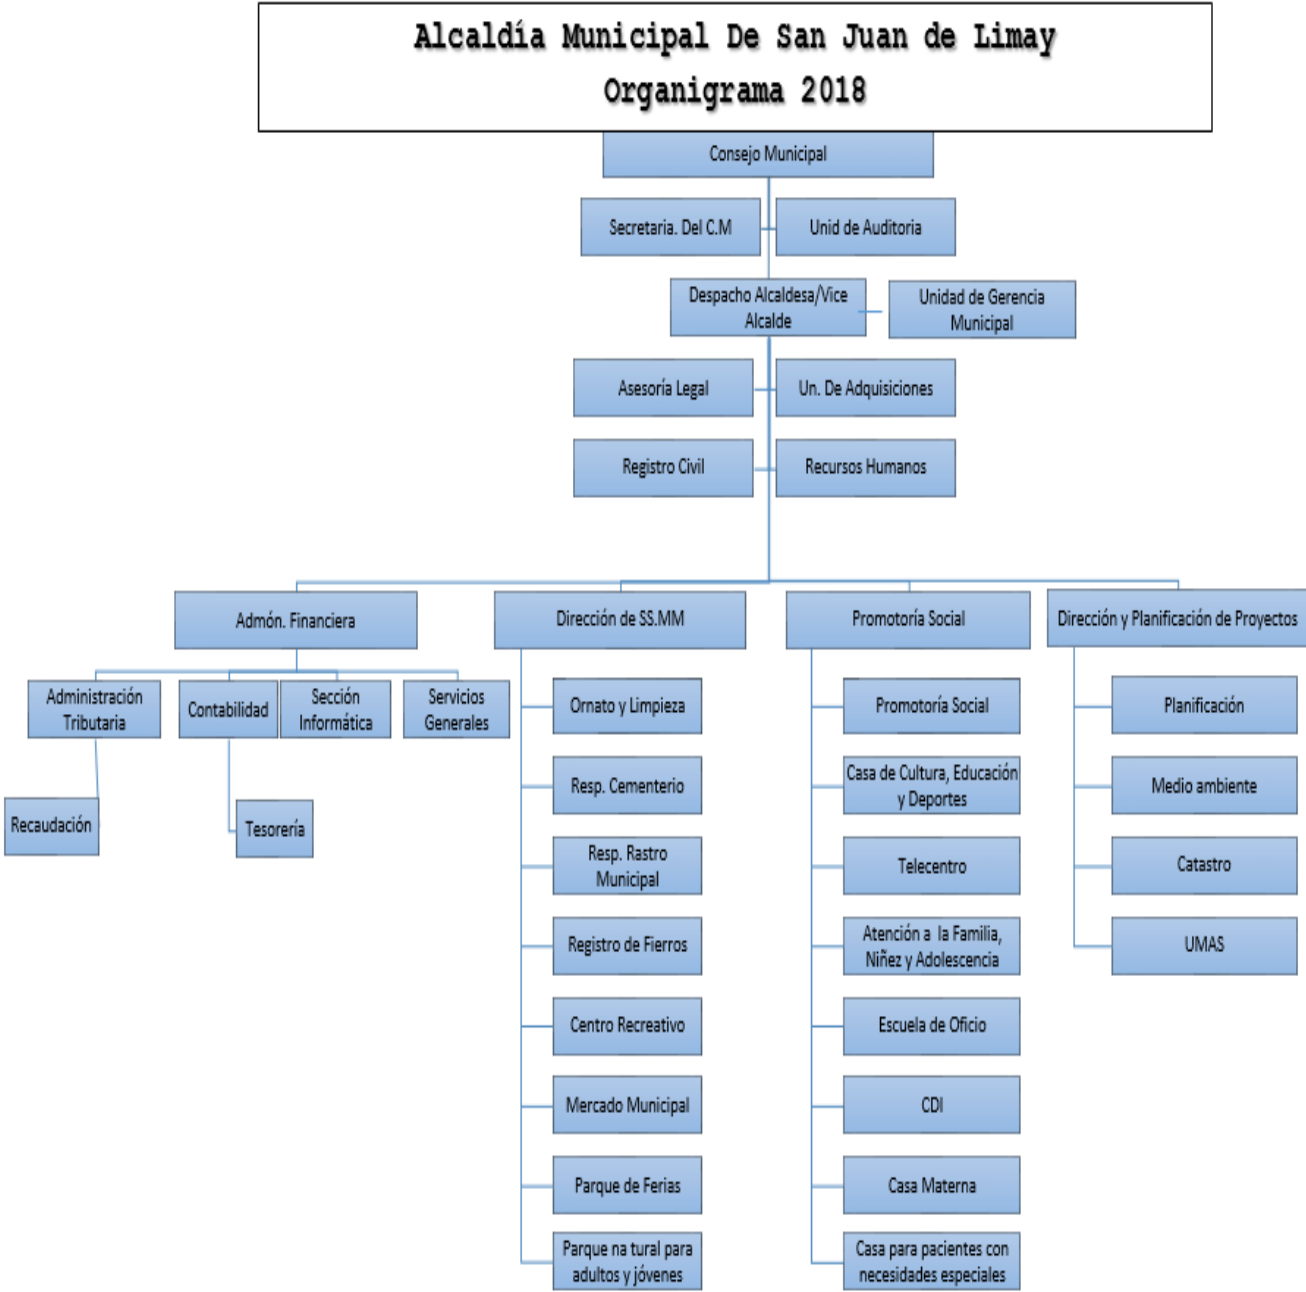 Alcaldía Municipal De San Juan de Limay
Organigrama 2018
Consejo Municipal
Secretaria. Del C.M
Unid de Auditoria
Despacho Alcaldesa/Vice
Alcalde
Unidad de Gerencia
Municipal
Asesoría Legal
Un. De Adquisiciones
Registro Civil
Recursos Humanos
Admón. Financiera
Dirección de SS.MM
Promotoría Social
Dirección y Planificación de Proyectos
Administración
Tributaria
Contabilidad
Sección
Informática
Servicios
Generales
Recaudación
Tesorería
Ornato y Limpieza
Resp. Cementerio
Resp. Rastro
Municipal
Registro de Fierros
Centro Recreativo
Mercado Municipal
Parque de Ferias
Parque na tural para
adultos y jóvenes
Promotoría Social
Casa de Cultura, Educación
y Deportes
Telecentro
Atención a  la Familia,
Niñez y Adolescencia
Escuela de Oficio
CDI
Casa Materna
Casa para pacientes con
necesidades especiales
Planificación
Medio ambiente
Catastro
UMAS